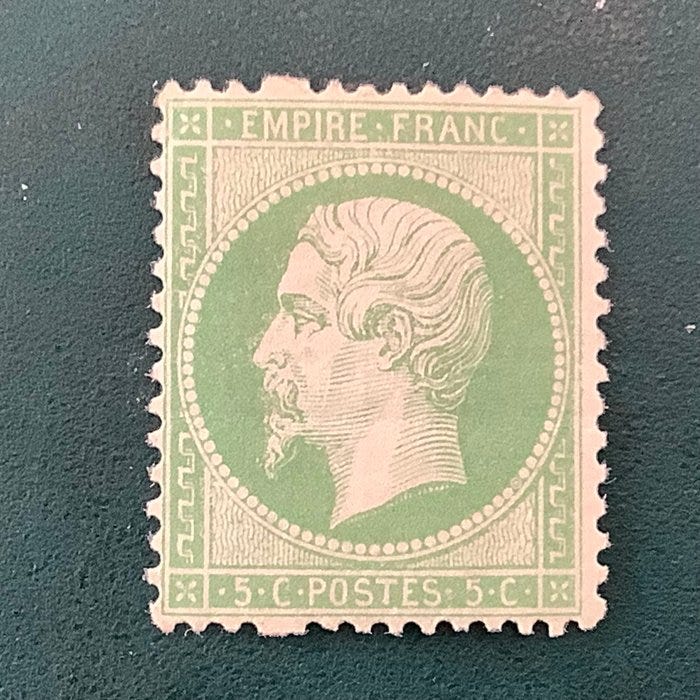 · EMPIRE · FRANC ·
· 5 · C · POSTES · 5 · C ·